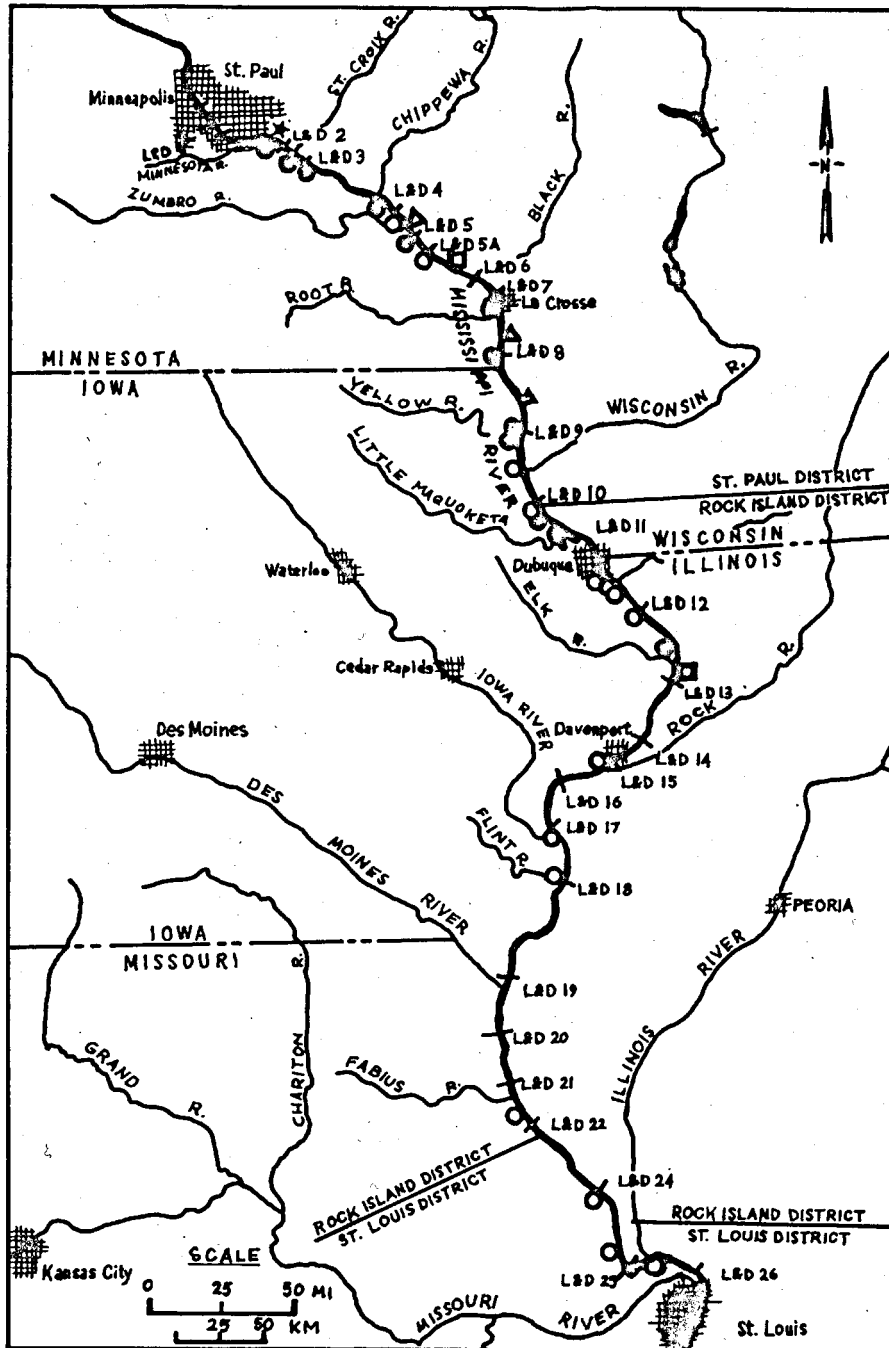 St. Paul
Minneapolis
ST. CROIX R.
CHIPPEWA R.
L&D 2
L&D
L&D 3
MINNESOTA R.
ZUMBRO R.
BLACK R.
N
L&D 4
L&D 5
L&D 5A
L&D 6
L&D 7
La Crosse
ROOT R.
MISSISSIPPI RIVER
L&D 8
MINNESOTA
IOWA
YELLOW R.
WISCONSIN R.
L&D 9
LITTLE MAQUOKETA
L&D 10
ST. PAUL DISTRICT
ROCK ISLAND DISTRICT
L&D 11
WISCONSIN
ILLINOIS
Dubuque
Waterloo
ELK R.
L&D 12
Cedar Rapids
IOWA RIVER
L&D 13
ROCK R.
Des Moines
Davenport
L&D 14
L&D 15
L&D 16
DES MOINES RIVER
L&D 17
FLINT R.
L&D 18
PEORIA
IOWA
MISSOURI
L&D 19
L&D 20
ILLINOIS RIVER
GRAND R.
CHARITON R.
FABIUS R.
L&D 21
L&D 22
ROCK ISLAND DISTRICT
ST. LOUIS DISTRICT
L&D 24
ROCK ISLAND DISTRICT
ST. LOUIS DISTRICT
Kansas City
SCALE
0 25 50 MI
25 50 KM
L&D 25
L&D 26
MISSOURI RIVER
St. Louis